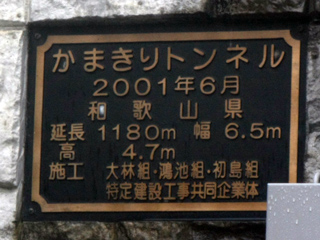 かまきりトンネル
2001年6月
和歌山県
延長 1180m 幅 6.5m
高 4.7m
施工 大林組・鴻池組・初島組
特定建設工事共同企業体